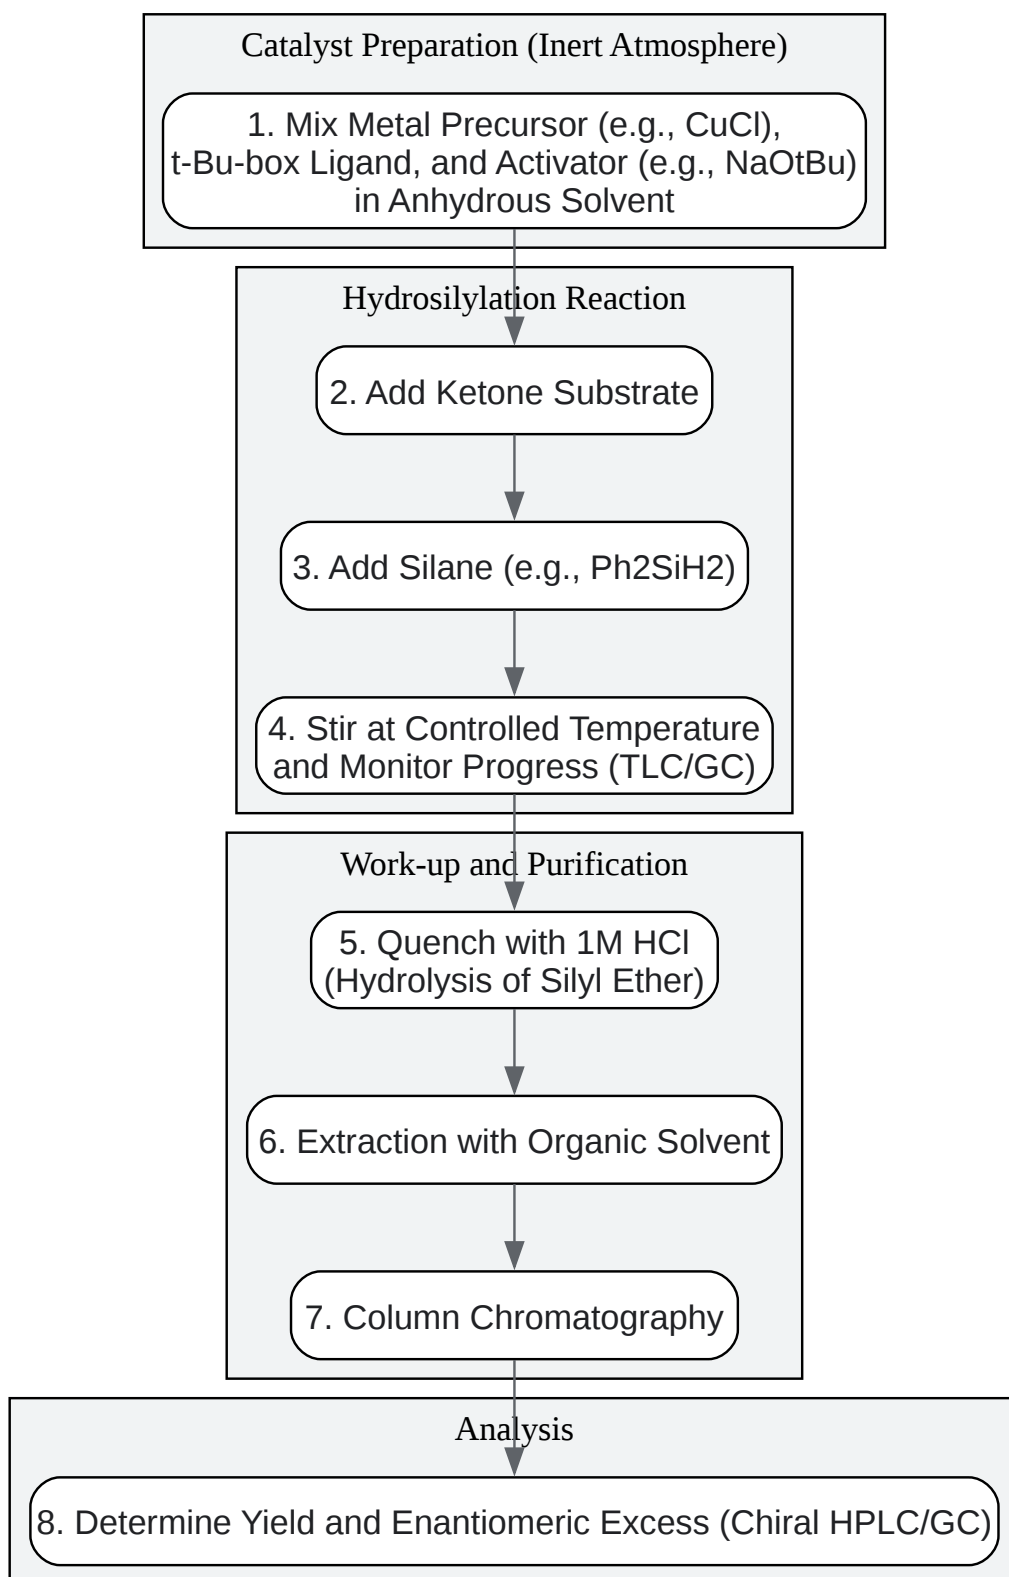 Catalyst Preparation (Inert Atmosphere)
1. Mix Metal Precursor (e.g., CuCl),
t-Bu-box Ligand, and Activator (e.g., NaOtBu)
in Anhydrous Solvent
Hydrosilylation Reaction
2. Add Ketone Substrate
3. Add Silane (e.g., Ph2SiH2)
4. Stir at Controlled Temperature
and Monitor Progress (TLC/GC)
Work-up and Purification
5. Quench with 1M HCl
(Hydrolysis of Silyl Ether)
6. Extraction with Organic Solvent
7. Column Chromatography
Analysis
8. Determine Yield and Enantiomeric Excess (Chiral HPLC/GC)